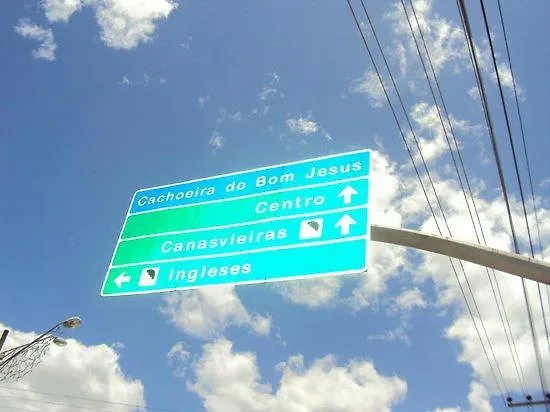 Cachoeira do Bom Jesus
Centro
Canasvieiras
Ingleses